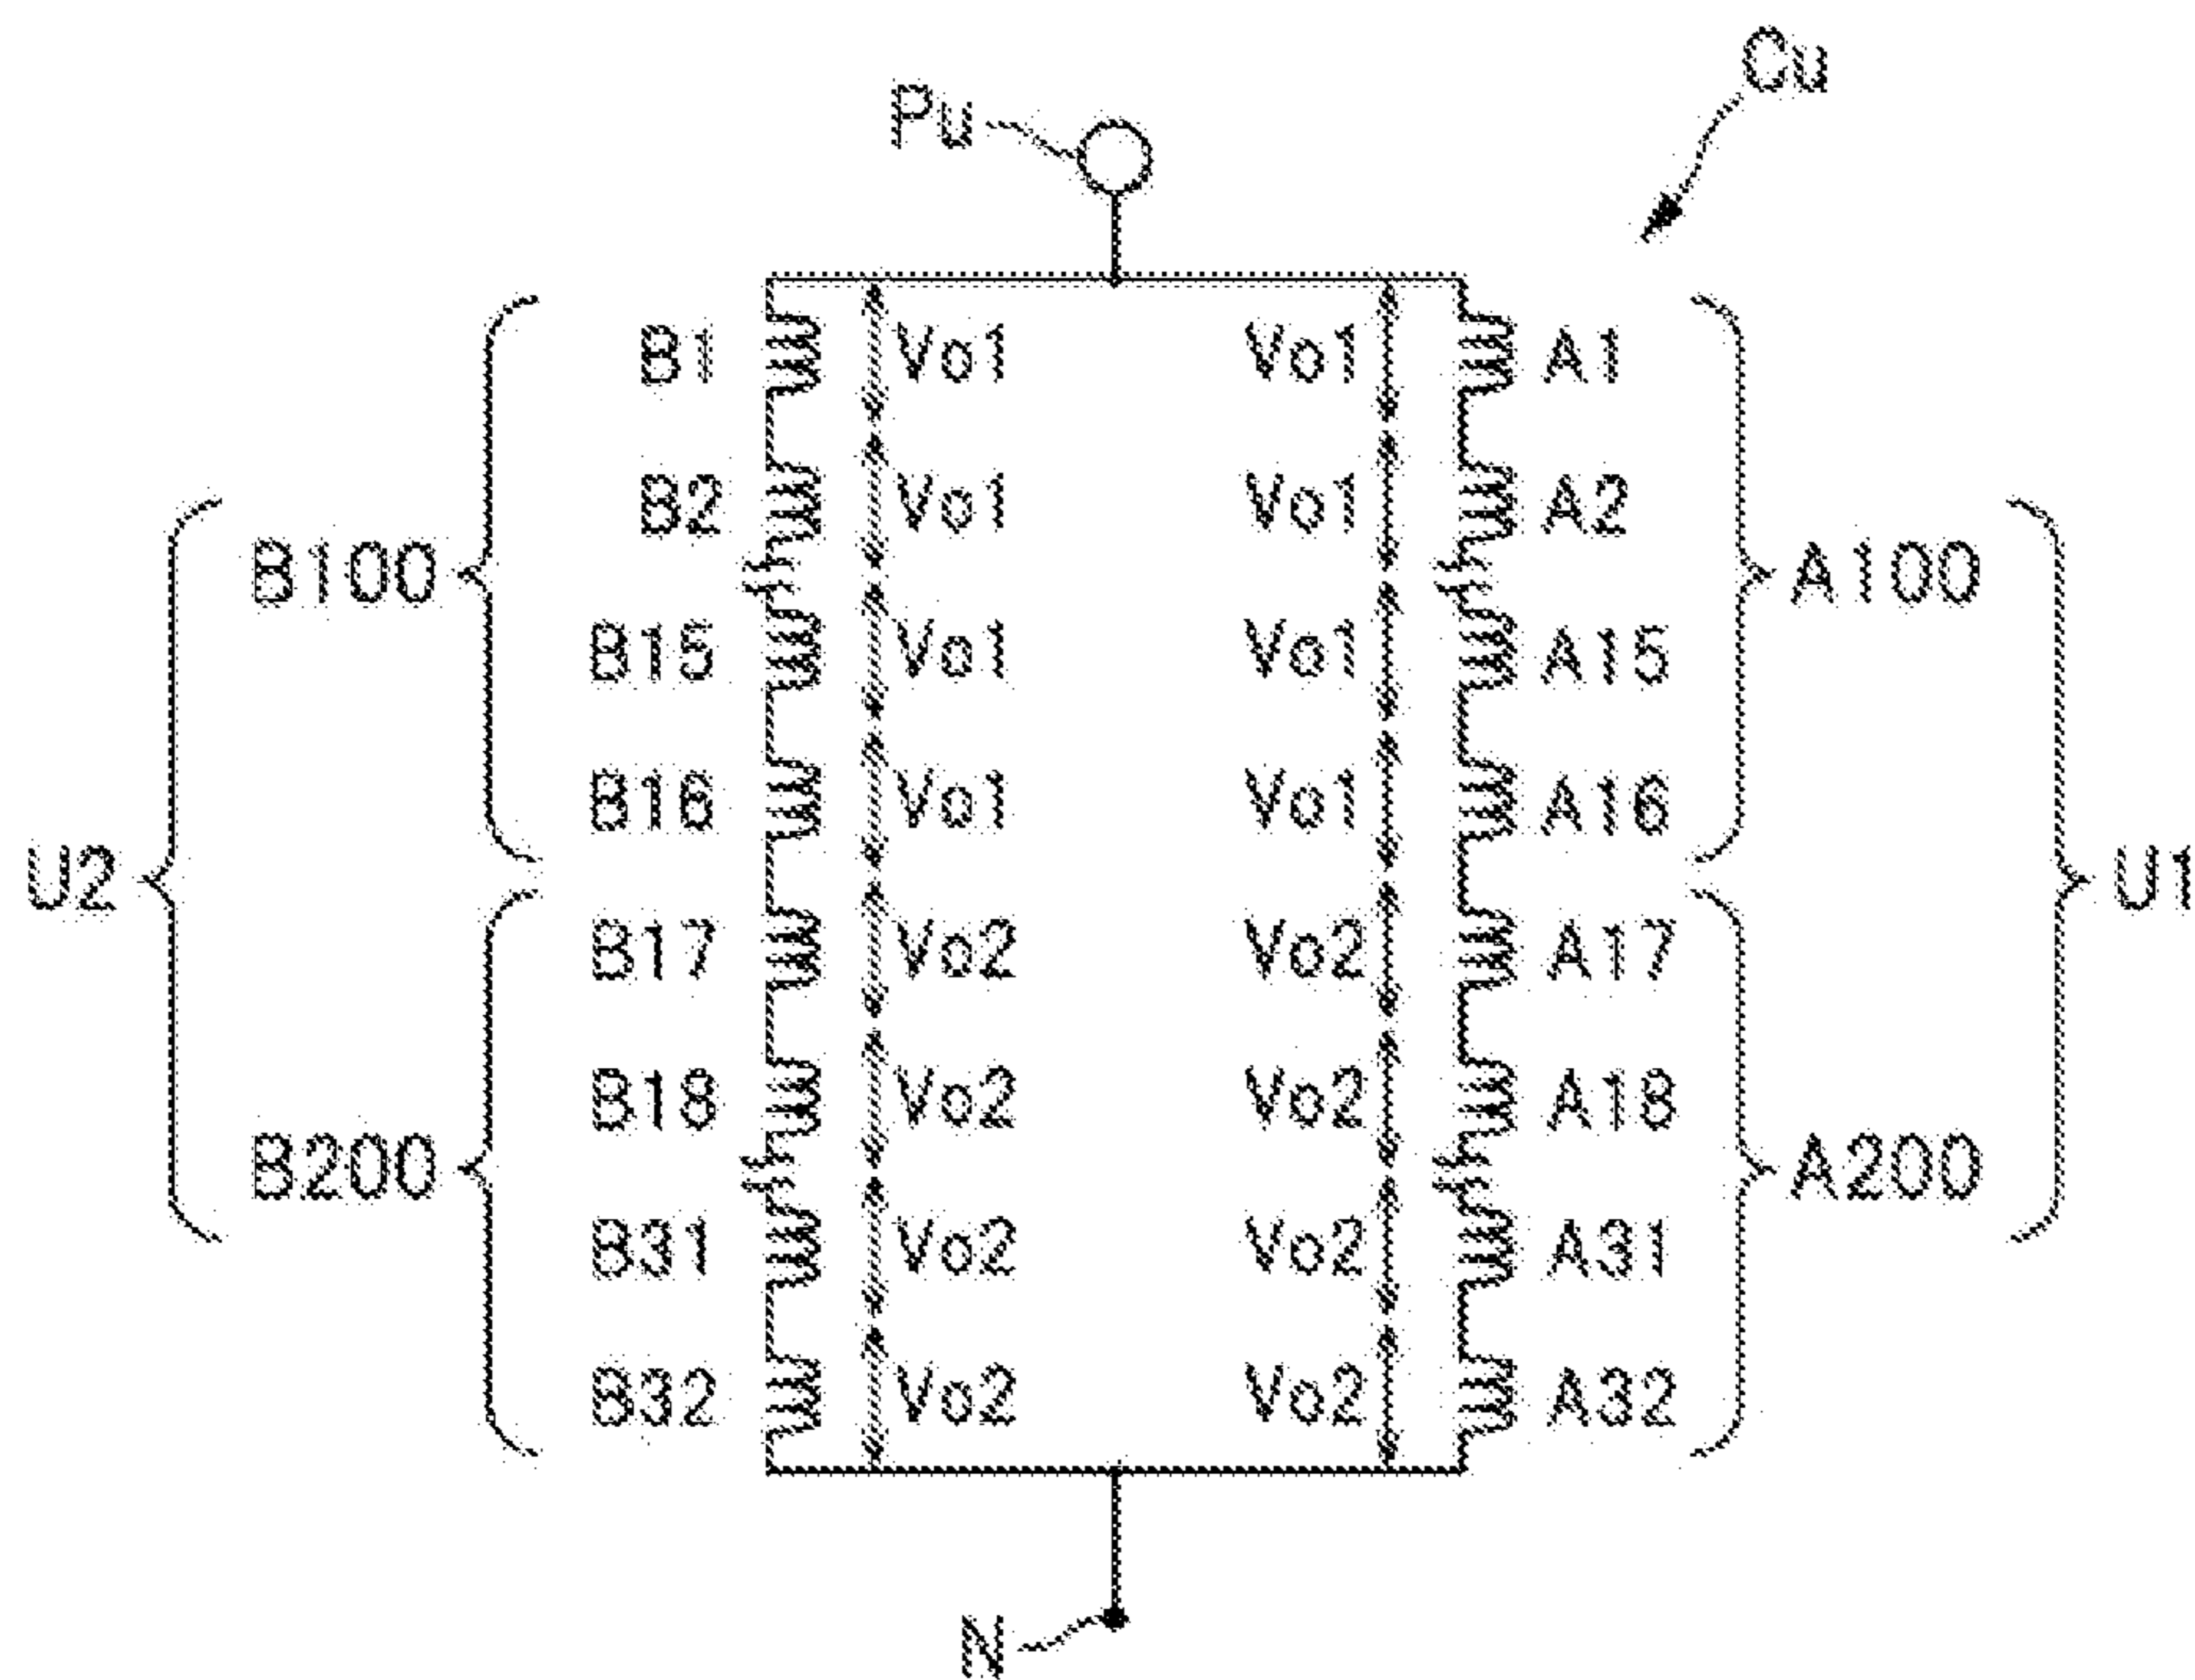 Cu
Pu
B1 Vo1 Vo1 A1
B2 Vo1 Vo1 A2
B100 A100
B15 Vo1 Vo1 A15
B16 Vo1 Vo1 A16
U2 U1
B17 Vo2 Vo2 A17
B18 Vo2 Vo2 A18
B200 A200
B31 Vo2 Vo2 A31
B32 Vo2 Vo2 A32
N